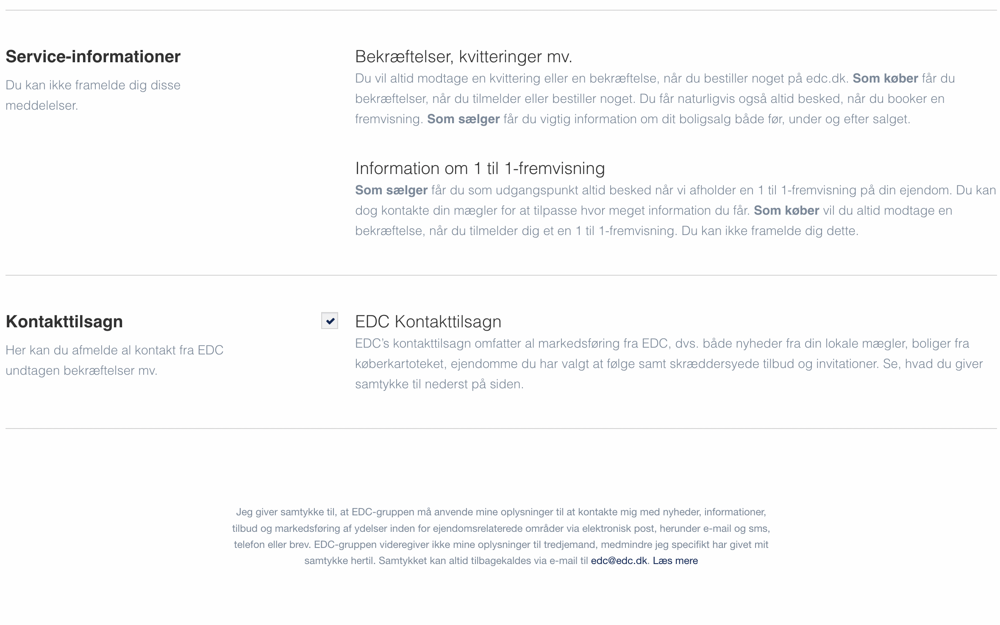 Service-informationer
Du kan ikke framelde dig disse
meddelelser.
Bekræftelser, kvitteringer mv.
Du vil altid modtage en kvittering eller en bekræftelse, når du bestiller noget på edc.dk. Som køber får du
bekræftelser, når du tilmelder eller bestiller noget. Du får naturligvis også altid besked, når du booker en
fremvisning. Som sælger får du vigtig information om dit boligsalg både før, under og efter salget.
Information om 1 til 1-fremvisning
Som sælger får du som udgangspunkt altid besked når vi afholder en 1 til 1-fremvisning på din ejendom. Du kan
dog kontakte din mægler for at tilpasse hvor meget information du får. Som køber vil du altid modtage en
bekræftelse, når du tilmelder dig et en 1 til 1-fremvisning. Du kan ikke framelde dig dette.
Kontakttilsagn
Her kan du afmelde al kontakt fra EDC
undtagen bekræftelser mv.
EDC Kontakttilsagn
EDC’s kontakttilsagn omfatter al markedsføring fra EDC, dvs. både nyheder fra din lokale mægler, boliger fra
køberkartoteket, ejendomme du har valgt at følge samt skræddersyede tilbud og invitationer. Se, hvad du giver
samtykke til nederst på siden.
Jeg giver samtykke til, at EDC-gruppen må anvende mine oplysninger til at kontakte mig med nyheder, informationer,
tilbud og markedsføring af ydelser inden for ejendomsrelaterede områder via elektronisk post, herunder e-mail og sms,
telefon eller brev. EDC-gruppen videregiver ikke mine oplysninger til tredjemand, medmindre jeg specifikt har givet mit
samtykke hertil. Samtykket kan altid tilbagekaldes via e-mail til edc@edc.dk. Læs mere